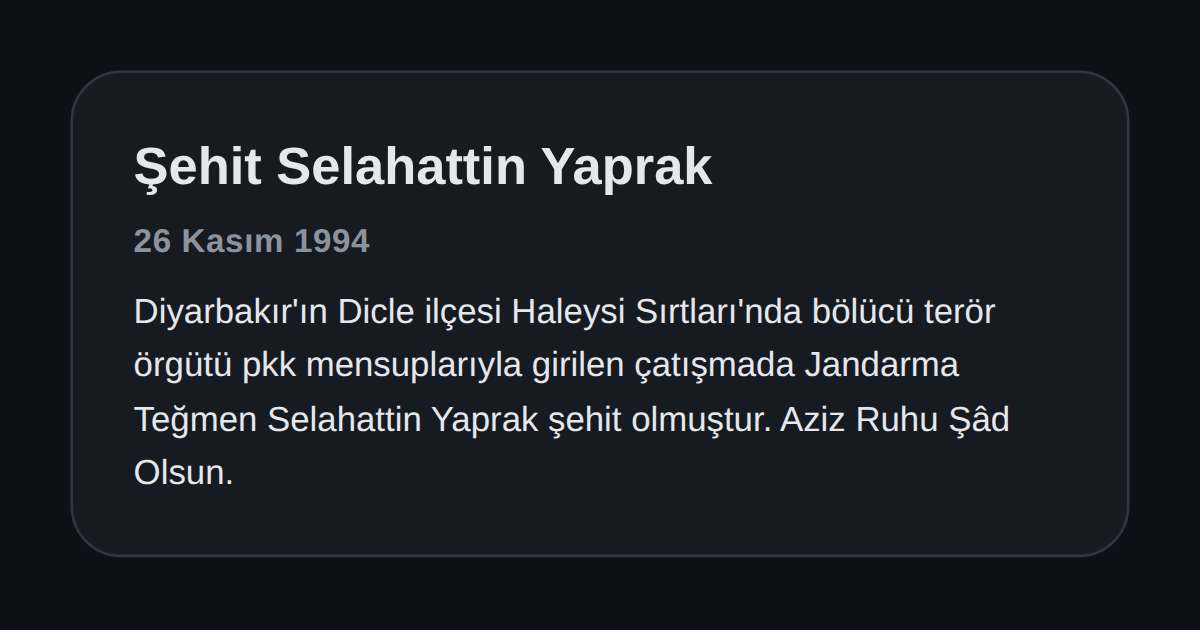 Şehit Selahattin Yaprak
26 Kasım 1994
Diyarbakır'ın Dicle ilçesi Haleysi Sırtları'nda bölücü terör
örgütü pkk mensuplarıyla girilen çatışmada Jandarma
Teğmen Selahattin Yaprak şehit olmuştur. Aziz Ruhu Şâd
Olsun.